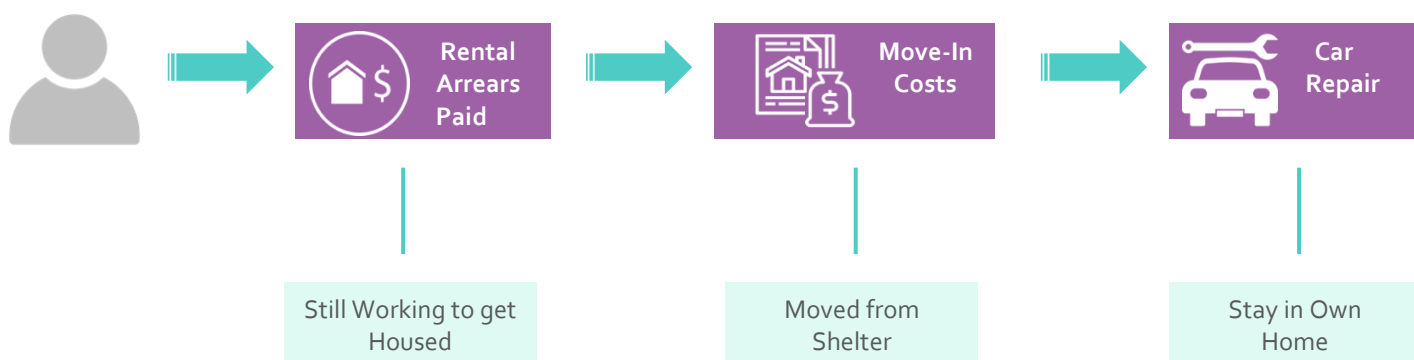 Rental
Arrears
Paid
Move-In
Costs
Car
Repair
Still Working to get
Housed
Moved from
Shelter
Stay in Own
Home